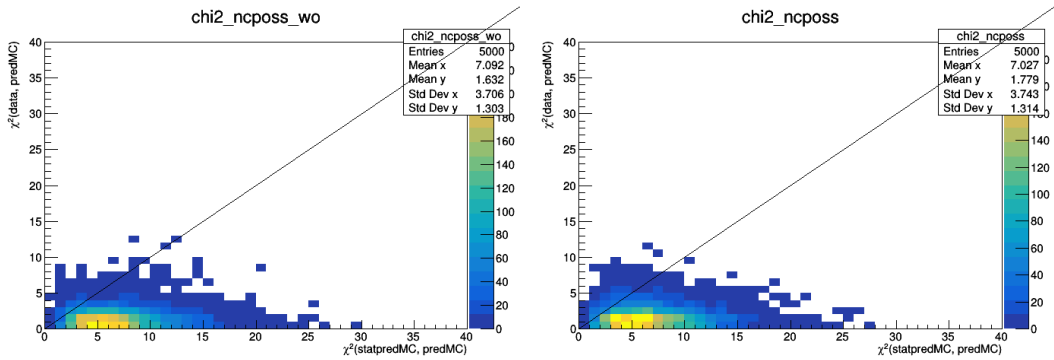 chi2_ncposs_wo
chi2_ncposs_wo
Entries 5000
Mean x 7.092
Mean y 1.632
Std Dev x 3.706
Std Dev y 1.303
χ²(data, predMC)
40
35
30
25
20
15
10
5
0
0 5 10 15 20 25 30 35 40
χ²(statpredMC, predMC)
180
160
140
120
100
80
60
40
20
0
chi2_ncposs
chi2_ncposs
Entries 5000
Mean x 7.027
Mean y 1.779
Std Dev x 3.743
Std Dev y 1.314
χ²(data, predMC)
40
35
30
25
20
15
10
5
0
0 5 10 15 20 25 30 35 40
χ²(statpredMC, predMC)
160
140
120
100
80
60
40
20
0